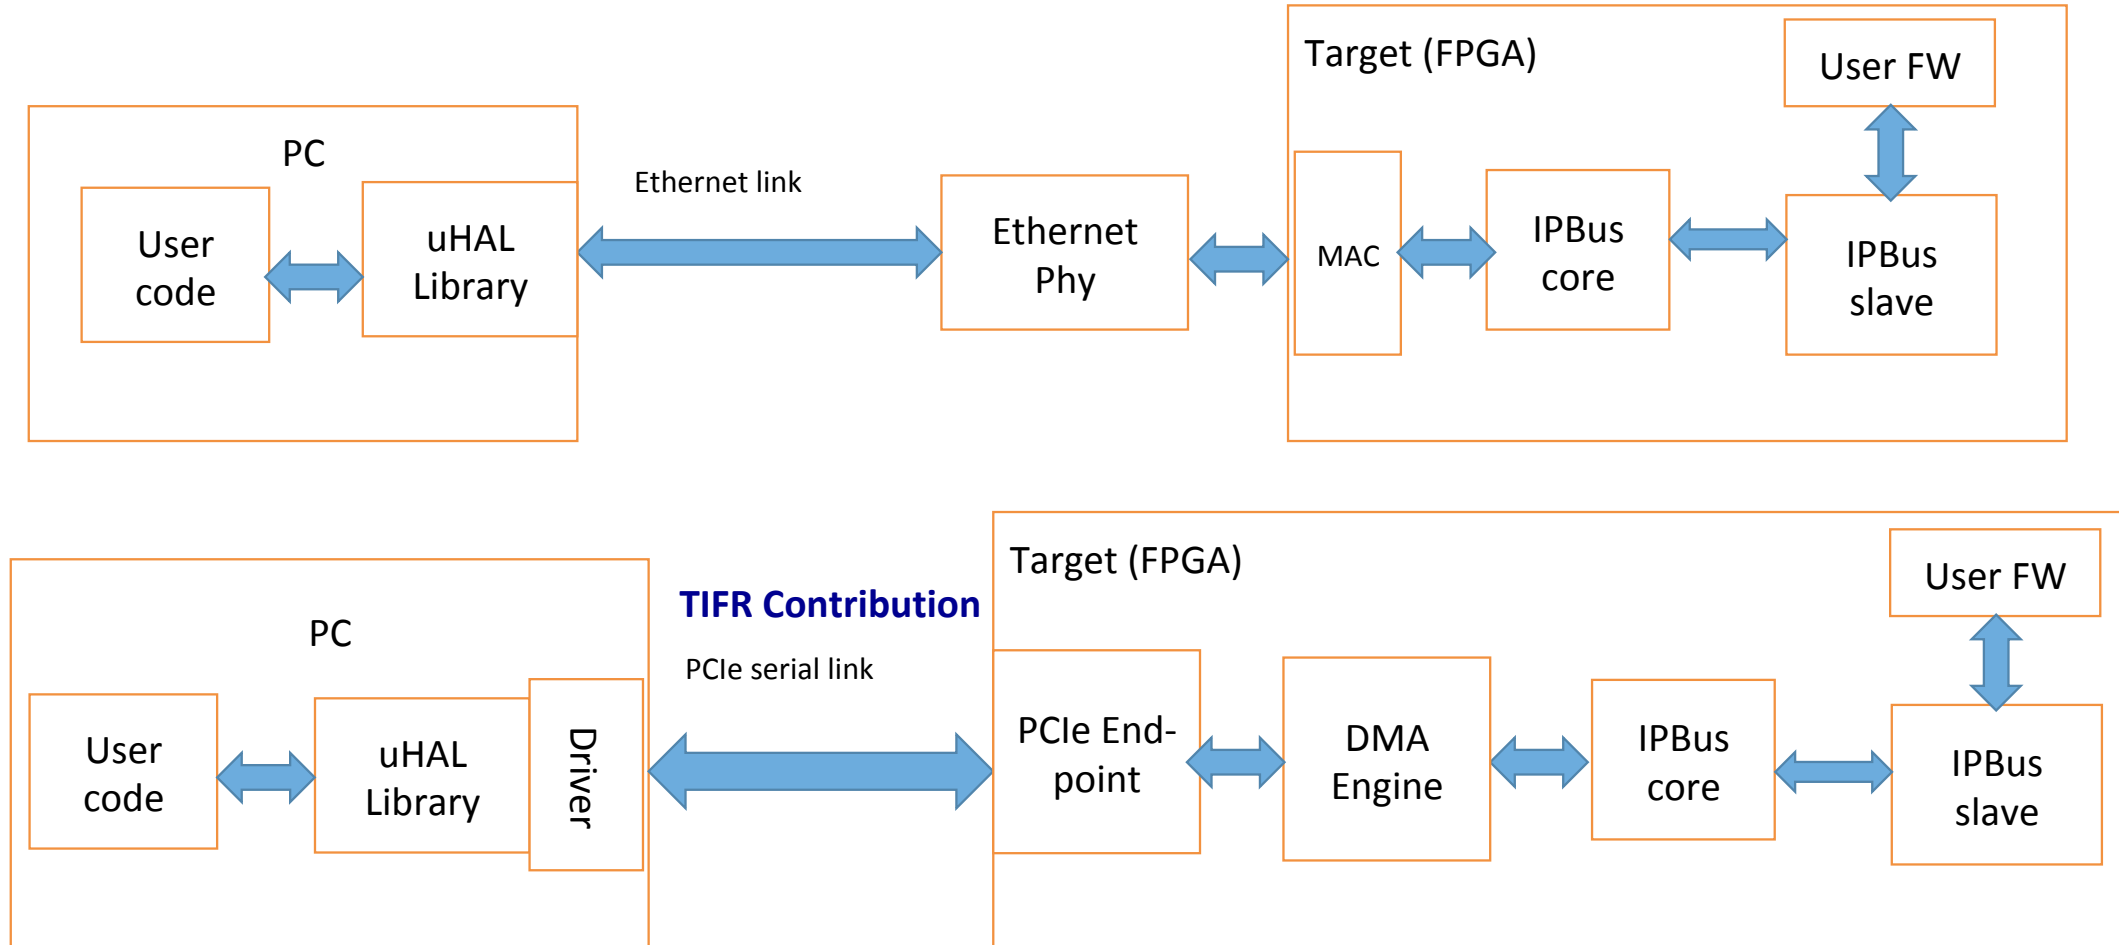 Target (FPGA)
User FW
PC
Ethernet link
User
code
uHAL
Library
Ethernet
Phy
MAC
IPBus
core
IPBus
slave
Target (FPGA)
User FW
TIFR Contribution
PC
PCIe serial link
User
code
uHAL
Library
Driver
PCIe End-
point
DMA
Engine
IPBus
core
IPBus
slave